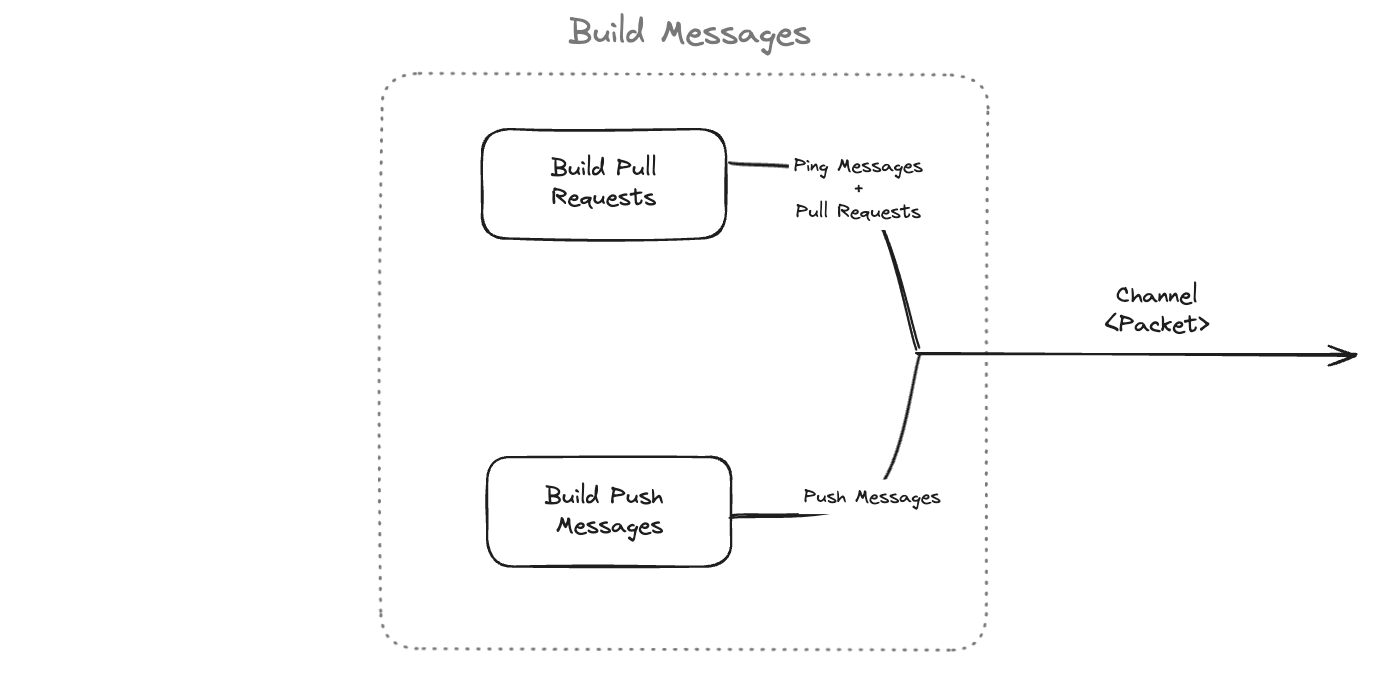 Build Messages
Build Pull
Requests
Ping Messages
+
Pull Requests
Channel
<Packet>
Build Push
Messages
Push Messages